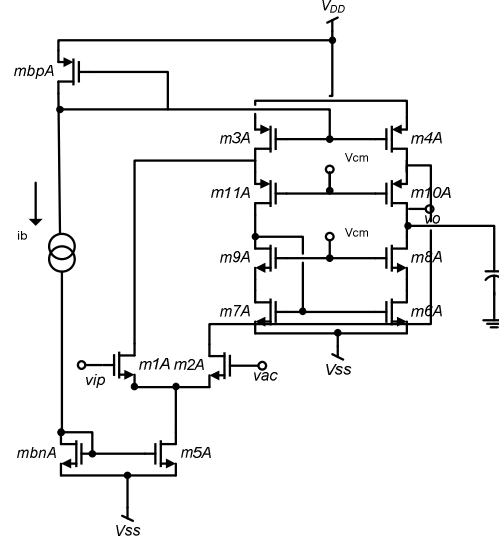 VDD
mbpA
m3A
m4A
Vcm
m11A
m10A
vo
Vcm
ib
m9A
m8A
m7A
m6A
m1A m2A
Vss
vip
vac
mbnA
m5A
Vss